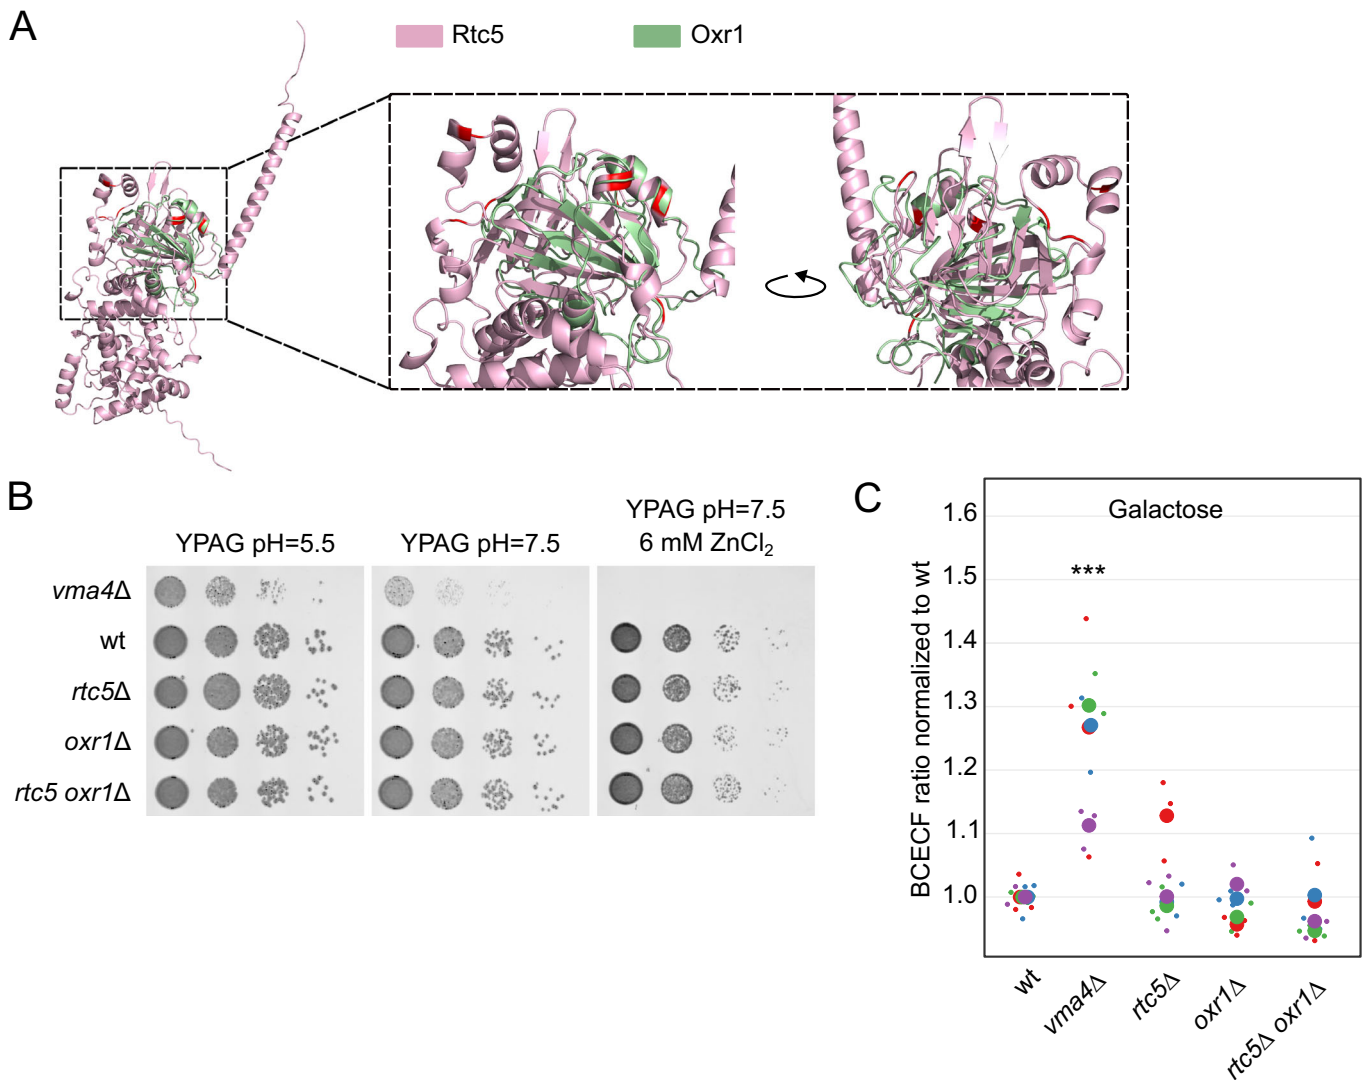 A
Rtc5
Oxr1
B
YPAG pH=5.5
YPAG pH=7.5
YPAG pH=7.5
6 mM ZnCl₂
vma4Δ
wt
rtc5Δ
oxr1Δ
rtc5 oxr1Δ
C
Galactose
***
BCECF ratio normalized to wt
1.6
1.5
1.4
1.3
1.2
1.1
1.0
wt
vma4Δ
rtc5Δ
oxr1Δ
rtc5Δ oxr1Δ